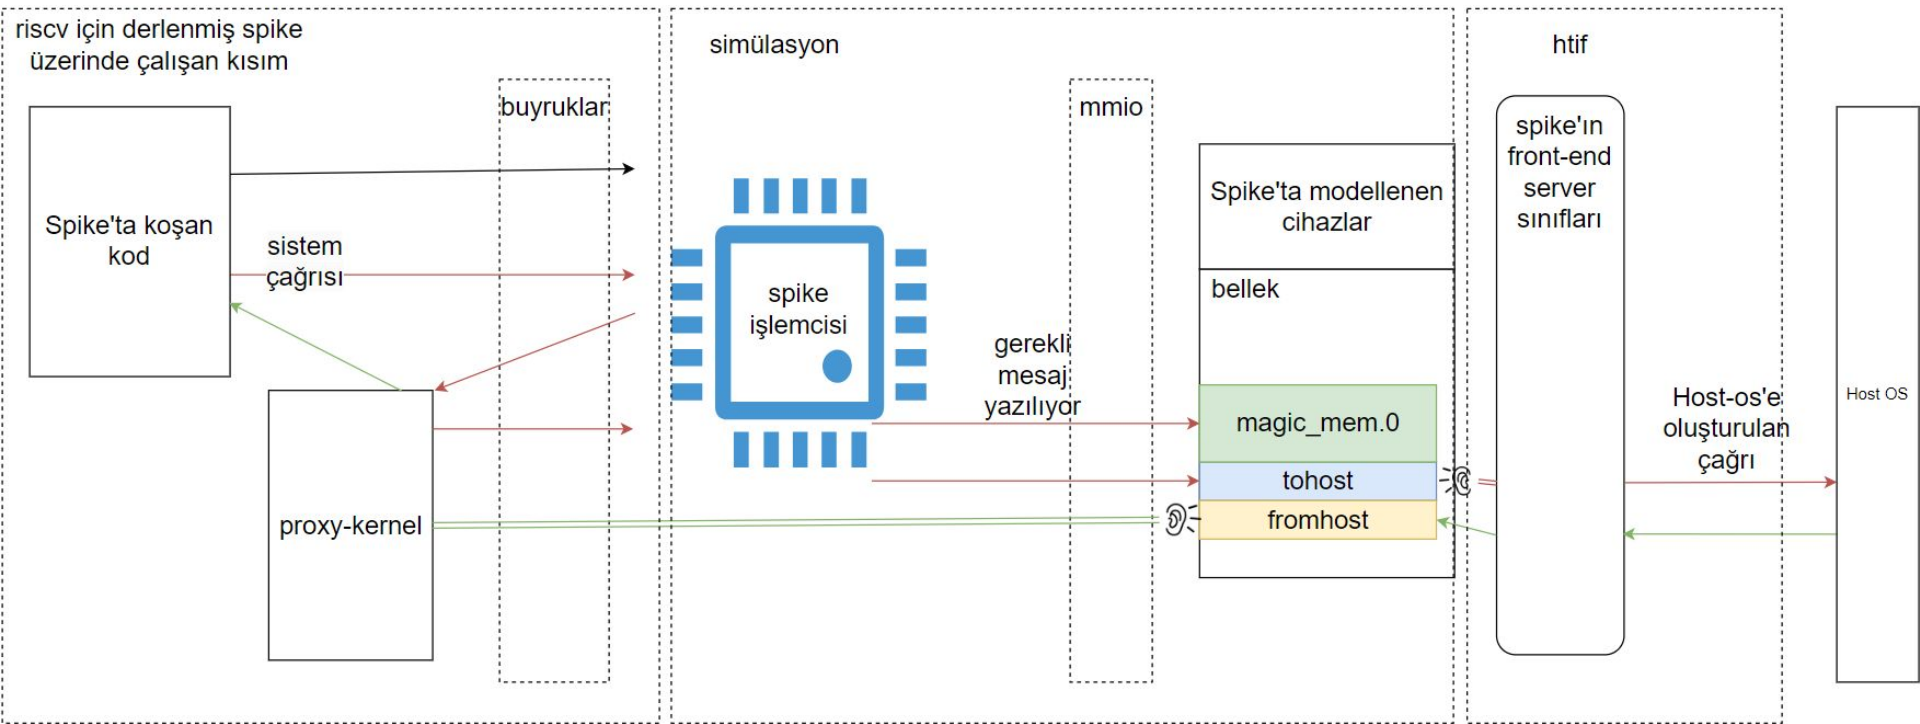 riscv için derlenmiş spike
üzerinde çalışan kısım
buyruklar
Spike'ta koşan
kod
sistem
çağrısı
proxy-kernel
simülasyon
spike
işlemcisi
mmio
gerekli
mesaj
yazılıyor
Spike'ta modellenen
cihazlar
bellek
magic_mem.0
tohost
fromhost
htif
spike'ın
front-end
server
sınıfları
Host-os'e
oluşturulan
çağrı
Host OS